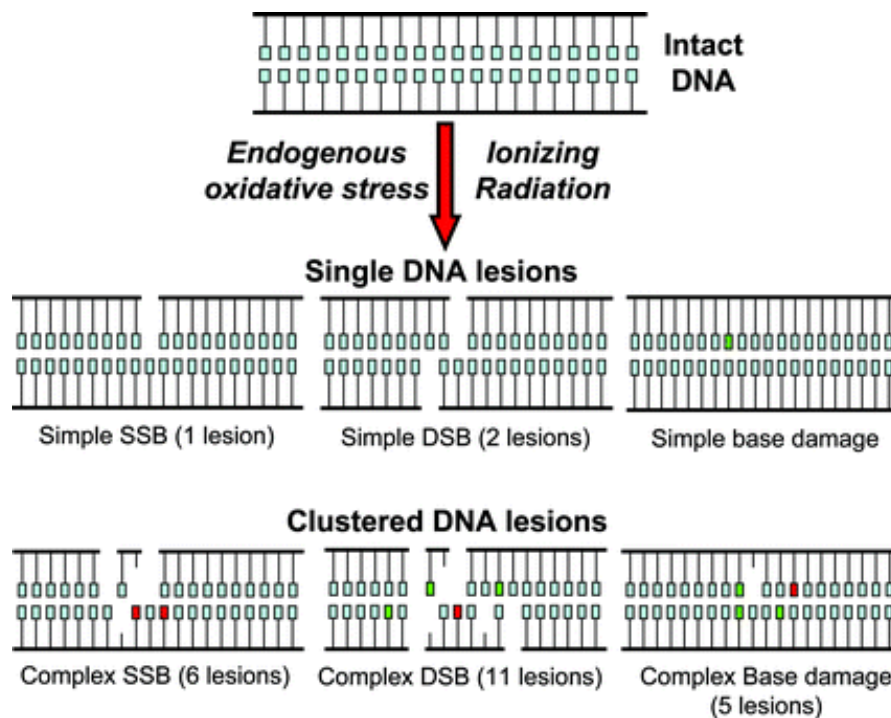 Intact
DNA
Endogenous
oxidative stress
Ionizing
Radiation
Single DNA lesions
Simple SSB (1 lesion)
Simple DSB (2 lesions)
Simple base damage
Clustered DNA lesions
Complex SSB (6 lesions)
Complex DSB (11 lesions)
Complex Base damage
(5 lesions)